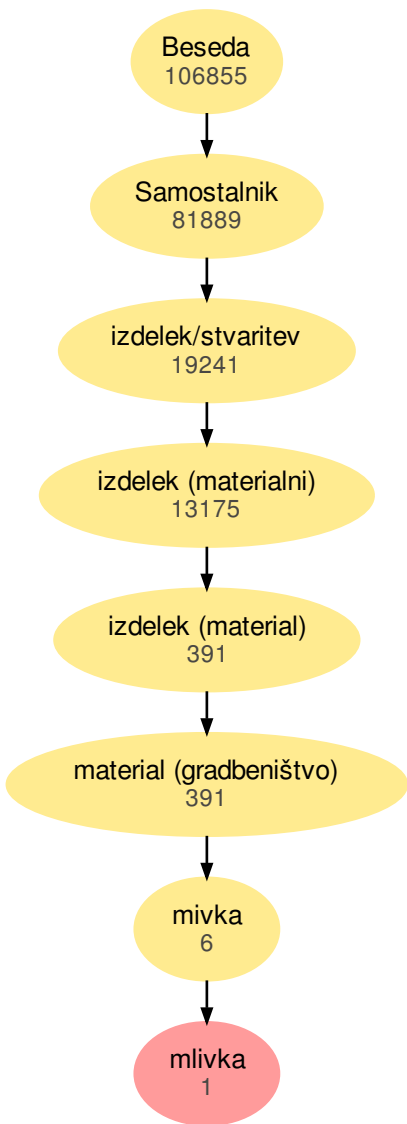 Beseda
106855
Samostalnik
81889
izdelek/stvaritev
19241
izdelek (materialni)
13175
izdelek (material)
391
material (gradbeništvo)
391
mivka
6
mlivka
1